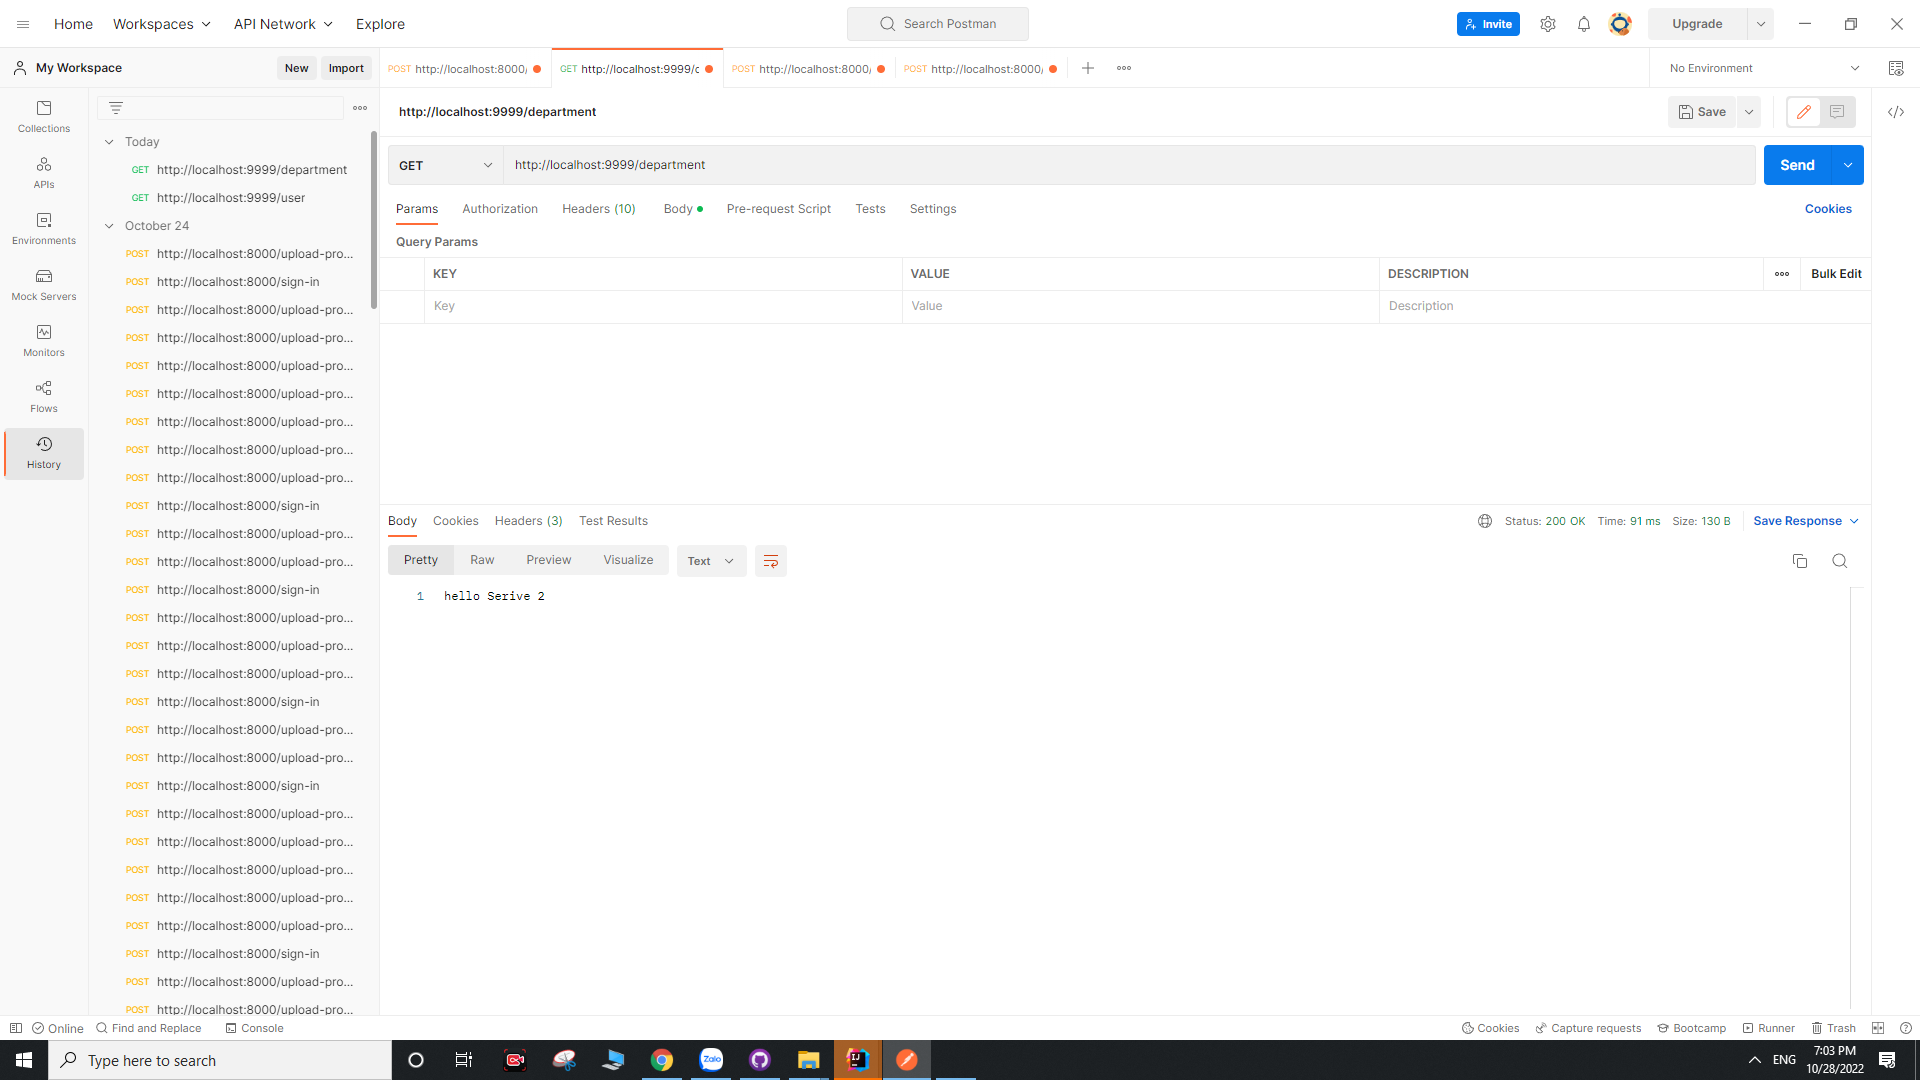 Home Workspaces API Network Explore Search Postman Invite Upgrade
My Workspace New Import POST http://localhost:8000/ GET http://localhost:9999/c POST http://localhost:8000/ POST http://localhost:8000/ No Environment
http://localhost:9999/department Save
GET http://localhost:9999/department Send
Params Authorization Headers (10) Body Pre-request Script Tests Settings Cookies
Query Params
KEY VALUE DESCRIPTION Bulk Edit
Key Value Description
Collections
APIs
Environments
Mock Servers
Monitors
Flows
History
Today
GET http://localhost:9999/department
GET http://localhost:9999/user
October 24
POST http://localhost:8000/upload-pro...
POST http://localhost:8000/sign-in
POST http://localhost:8000/upload-pro...
POST http://localhost:8000/upload-pro...
POST http://localhost:8000/upload-pro...
POST http://localhost:8000/upload-pro...
POST http://localhost:8000/upload-pro...
POST http://localhost:8000/upload-pro...
POST http://localhost:8000/upload-pro...
POST http://localhost:8000/sign-in
POST http://localhost:8000/upload-pro...
POST http://localhost:8000/upload-pro...
POST http://localhost:8000/sign-in
POST http://localhost:8000/upload-pro...
POST http://localhost:8000/upload-pro...
POST http://localhost:8000/upload-pro...
POST http://localhost:8000/sign-in
POST http://localhost:8000/upload-pro...
POST http://localhost:8000/upload-pro...
POST http://localhost:8000/sign-in
POST http://localhost:8000/upload-pro...
POST http://localhost:8000/upload-pro...
POST http://localhost:8000/upload-pro...
POST http://localhost:8000/upload-pro...
POST http://localhost:8000/upload-pro...
POST http://localhost:8000/sign-in
POST http://localhost:8000/upload-pro...
POST http://localhost:8000/upload-pro...
Body Cookies Headers (3) Test Results Status: 200 OK Time: 91 ms Size: 130 B Save Response
Pretty Raw Preview Visualize Text
1 hello Serive 2
Online Find and Replace Console Cookies Capture requests Bootcamp Runner Trash
Type here to search Zalo IJ ENG 7:03 PM
10/28/2022